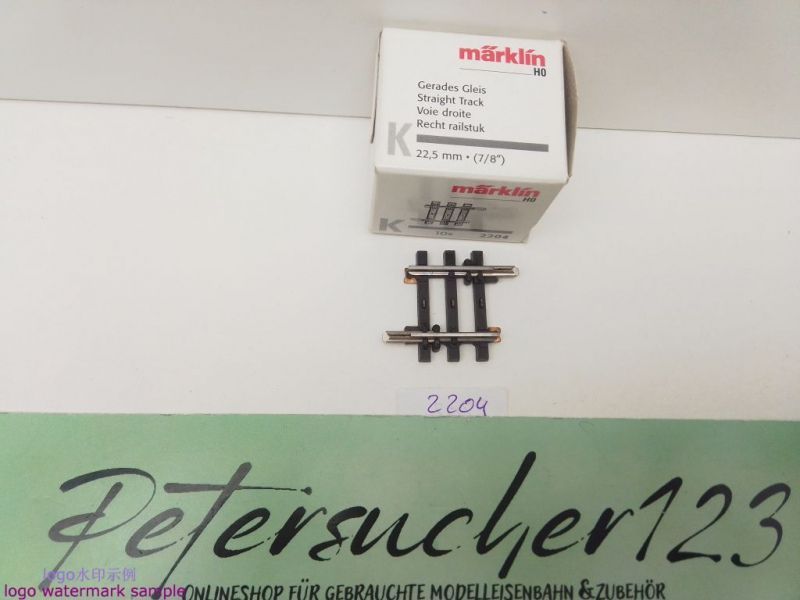 märklin
H0
Gerades Gleis
Straight Track
Voie droite
Recht railstuk
K
22,5 mm • (7/8")
märklin
H0
K
10x 2204
2204
Petersucher123
ONLINESHOP FÜR GEBRAUCHTE MODELLEISENBAHN & ZUBEHÖR
logo水印示例
logo watermark sample